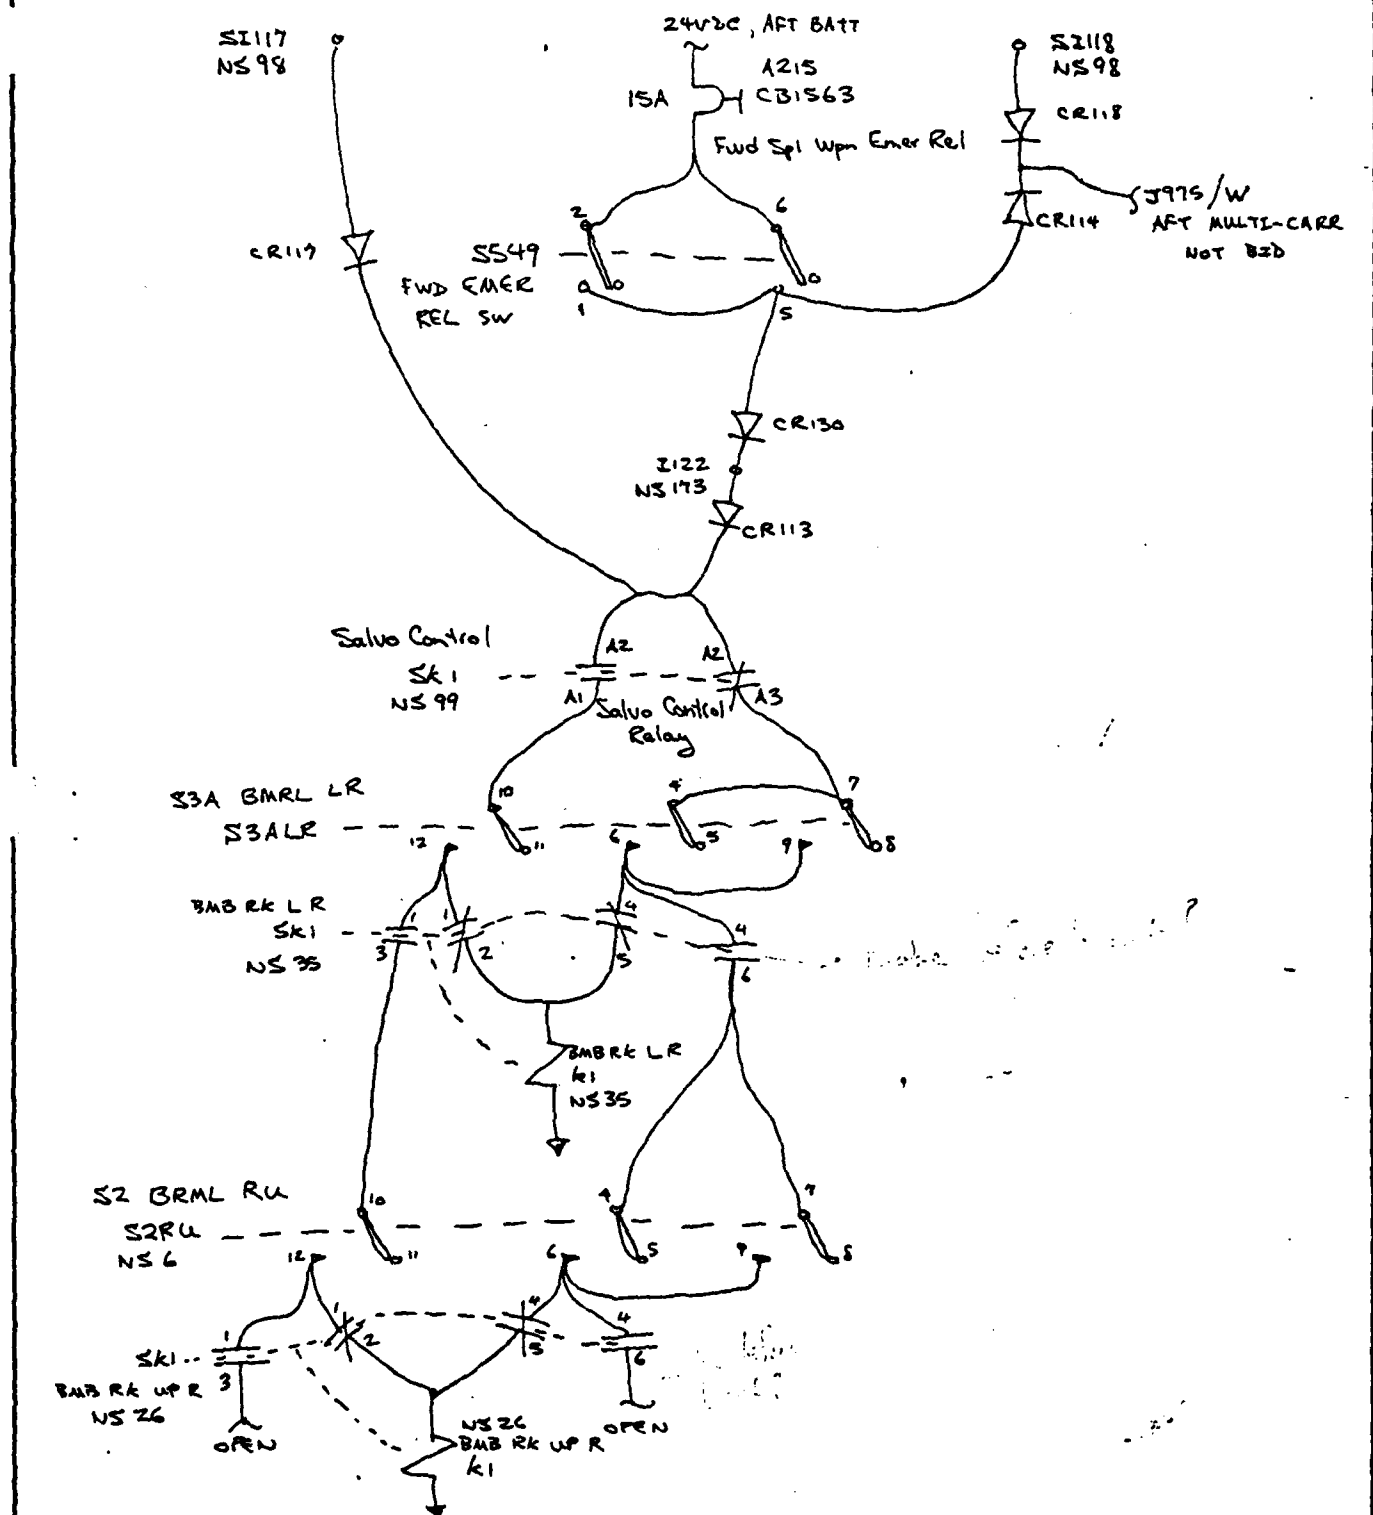 SI117
NS98
24VDC, AFT BATT
A215
15A
CB1563
Fwd Spl Wpn Emer Rel
SI118
NS98
CR118
J975/W
AFT MULTI-CARR
NOT BID
CR114
CR117
2
6
S549
FWD EMER
REL SW
1
5
CR130
I122
NS173
CR113
Salvo Control
SK1
NS99
A2
A2
A1
A3
Salvo Control
Relay
S3A BMRL LR
S3ALR
10
4
7
12
11
6
5
9
8
BMB RK LR
SK1
NS35
1
1
4
4
3
2
5
6
BMB RK LR
K1
NS35
S2 BRML RU
S2RU
NS6
10
4
7
12
11
6
5
9
8
1
1
4
4
SK1
2
5
6
BMB RK UP R
3
NS26
OPEN
OPEN
NS26
BMB RK UP R
K1